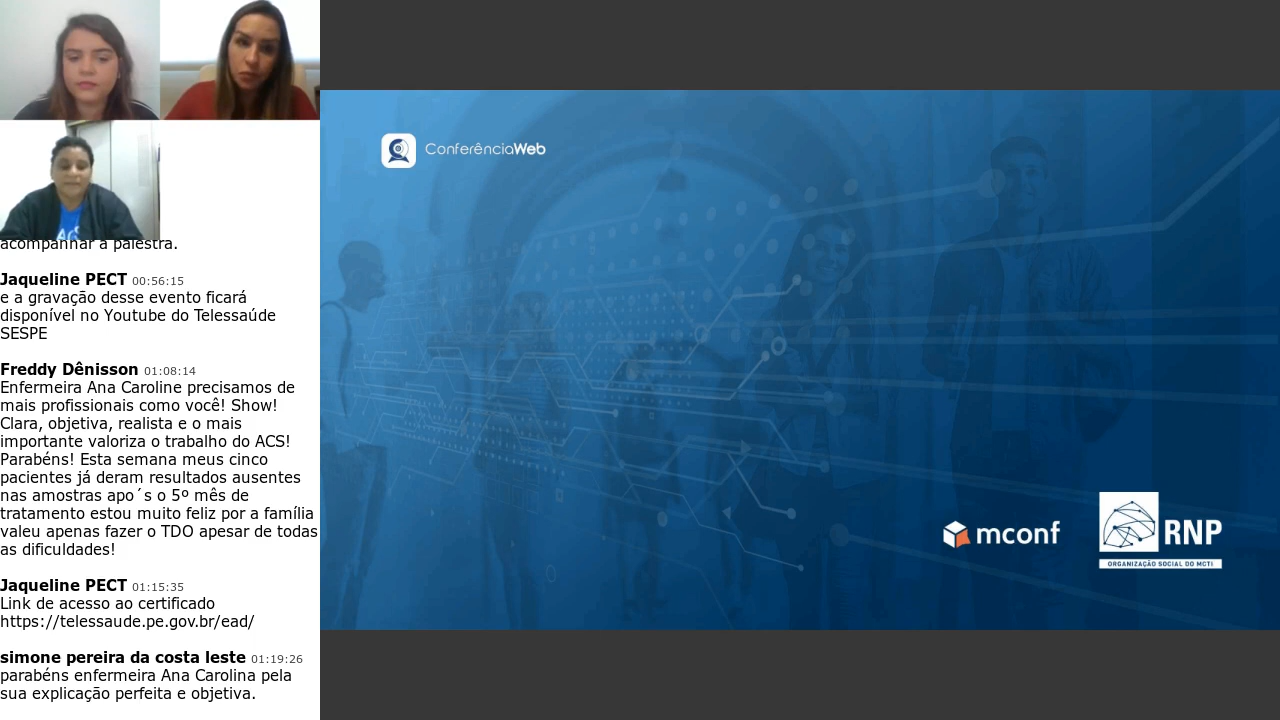 acompanhar a palestra.
Jaqueline PECT 00:56:15
e a gravação desse evento ficará
disponível no Youtube do Telessaúde
SESPE
Freddy Dênisson 01:08:14
Enfermeira Ana Caroline precisamos de
mais profissionais como você! Show!
Clara, objetiva, realista e o mais
importante valoriza o trabalho do ACS!
Parabéns! Esta semana meus cinco
pacientes já deram resultados ausentes
nas amostras apo´s o 5º mês de
tratamento estou muito feliz por a família
valeu apenas fazer o TDO apesar de todas
as dificuldades!
Jaqueline PECT 01:15:35
Link de acesso ao certificado
https://telessaude.pe.gov.br/ead/
simone pereira da costa leste 01:19:26
parabéns enfermeira Ana Carolina pela
sua explicação perfeita e objetiva.
ConferênciaWeb
mconf
RNP
ORGANIZAÇÃO SOCIAL DO MCTI